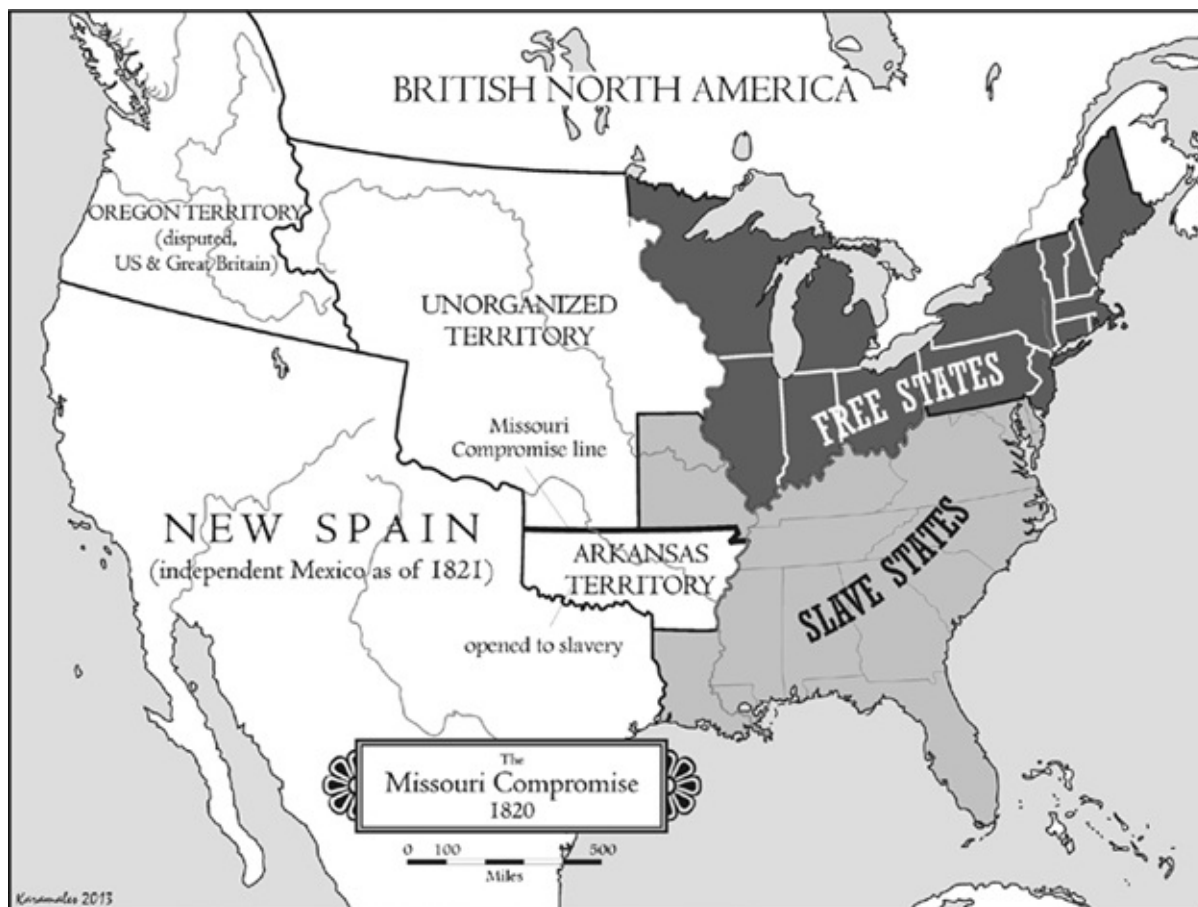 BRITISH NORTH AMERICA
OREGON TERRITORY
(disputed,
US & Great Britain)
UNORGANIZED
TERRITORY
FREE STATES
Missouri
Compromise line
NEW SPAIN
(independent Mexico as of 1821)
ARKANSAS
TERRITORY
SLAVE STATES
opened to slavery
The
Missouri Compromise
1820
0 100 500
Miles
Karamales 2013